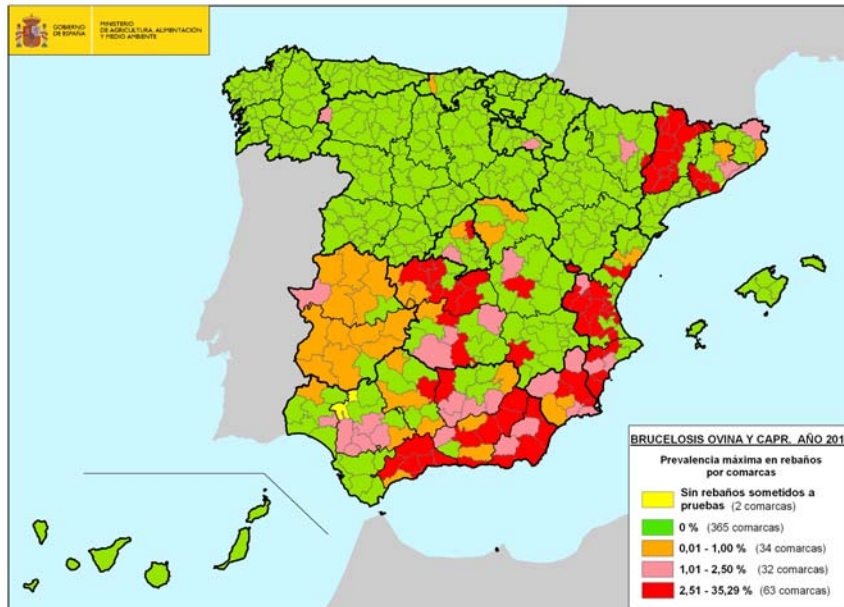 GOBIERNO
DE ESPAÑA
MINISTERIO
DE AGRICULTURA, ALIMENTACIÓN
Y MEDIO AMBIENTE
BRUCELOSIS OVINA Y CAPR. AÑO 201
Prevalencia máxima en rebaños
por comarcas
Sin rebaños sometidos a
pruebas (2 comarcas)
0 % (365 comarcas)
0,01 - 1,00 % (34 comarcas)
1,01 - 2,50 % (32 comarcas)
2,51 - 35,29 % (63 comarcas)